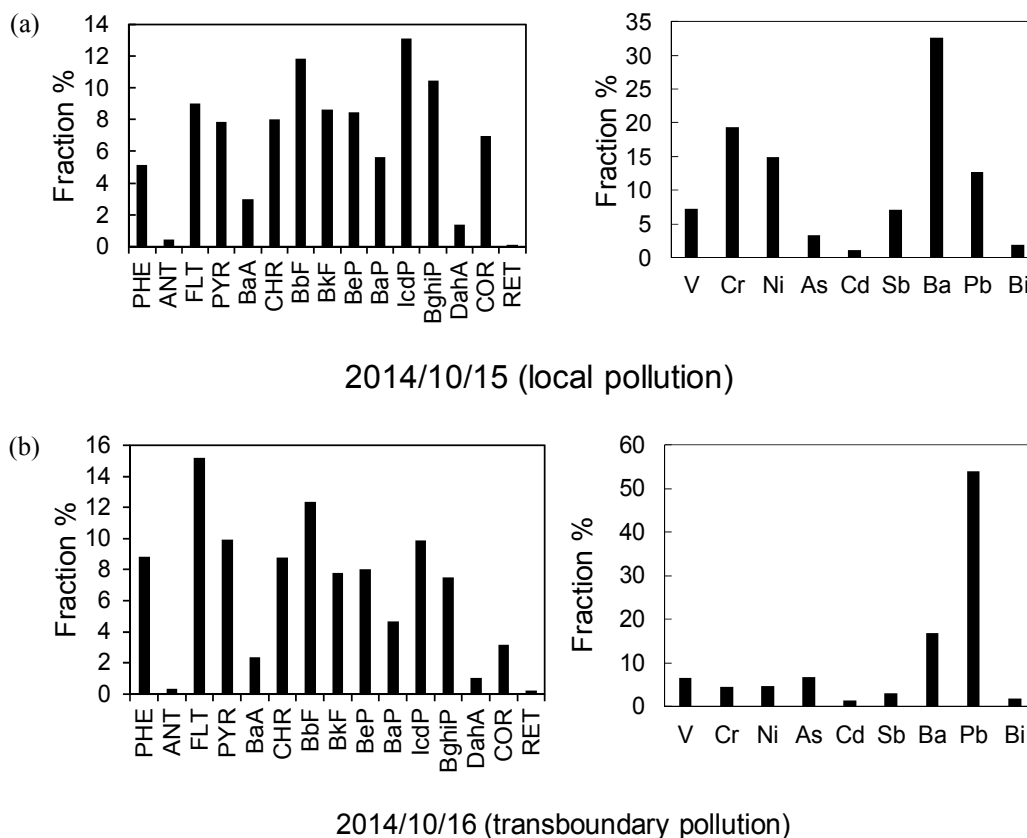 (a)
Fraction %
14
12
10
8
6
4
2
0
PHE ANT FLT PYR BaA CHR BbF BkF BeP BaP IcdP BghiP DahA COR RET
Fraction %
35
30
25
20
15
10
5
0
V Cr Ni As Cd Sb Ba Pb Bi
2014/10/15 (local pollution)
(b)
Fraction %
16
14
12
10
8
6
4
2
0
PHE ANT FLT PYR BaA CHR BbF BkF BeP BaP IcdP BghiP DahA COR RET
Fraction %
60
50
40
30
20
10
0
V Cr Ni As Cd Sb Ba Pb Bi
2014/10/16 (transboundary pollution)